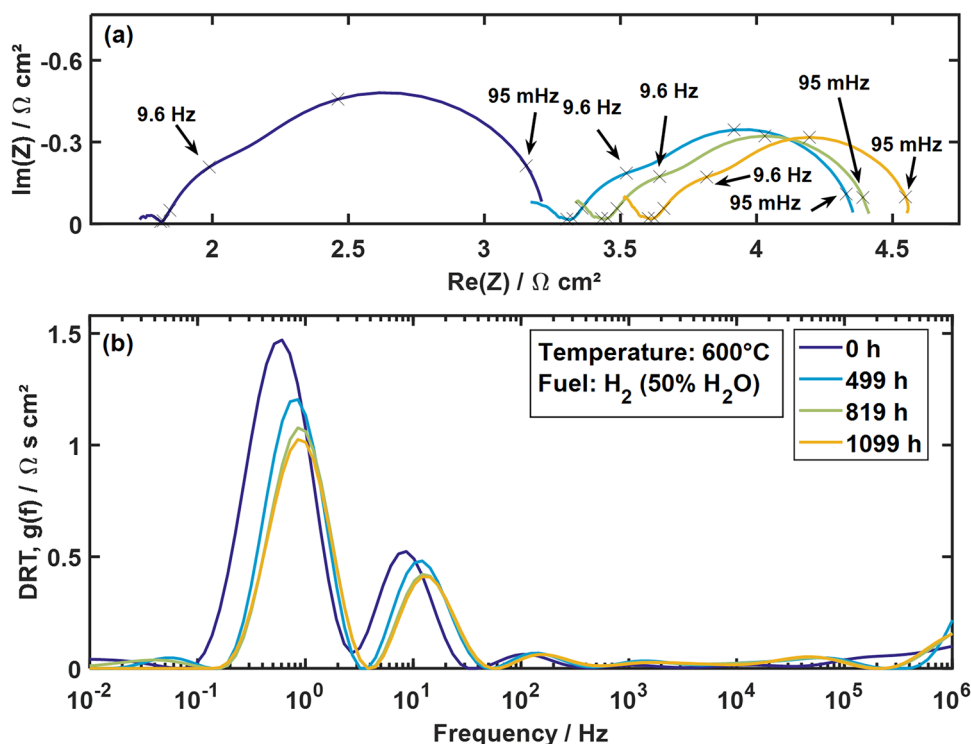 (a)
-0.6
-0.3
0
Im(Z) / Ω cm²
9.6 Hz
95 mHz
9.6 Hz
9.6 Hz
95 mHz
95 mHz
9.6 Hz
95 mHz
2
2.5
3
3.5
4
4.5
Re(Z) / Ω cm²
(b)
1.5
1
0.5
0
DRT, g(f) / Ω s cm²
Temperature: 600°C
Fuel: H₂ (50% H₂O)
0 h
499 h
819 h
1099 h
10⁻²
10⁻¹
10⁰
10¹
10²
10³
10⁴
10⁵
10⁶
Frequency / Hz